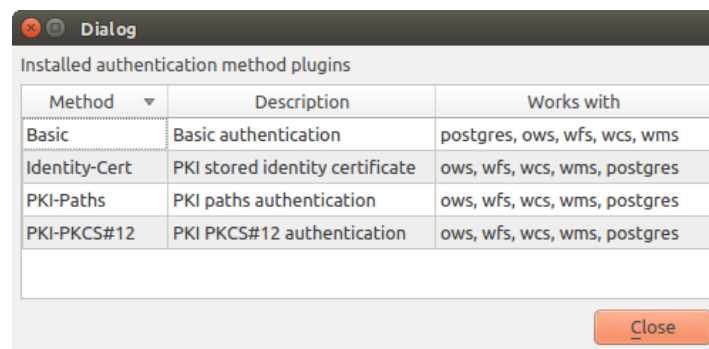 Dialog
Installed authentication method plugins
Method Description Works with
Basic Basic authentication postgres, ows, wfs, wcs, wms
Identity-Cert PKI stored identity certificate ows, wfs, wcs, wms, postgres
PKI-Paths PKI paths authentication ows, wfs, wcs, wms, postgres
PKI-PKCS#12 PKI PKCS#12 authentication ows, wfs, wcs, wms, postgres
Close